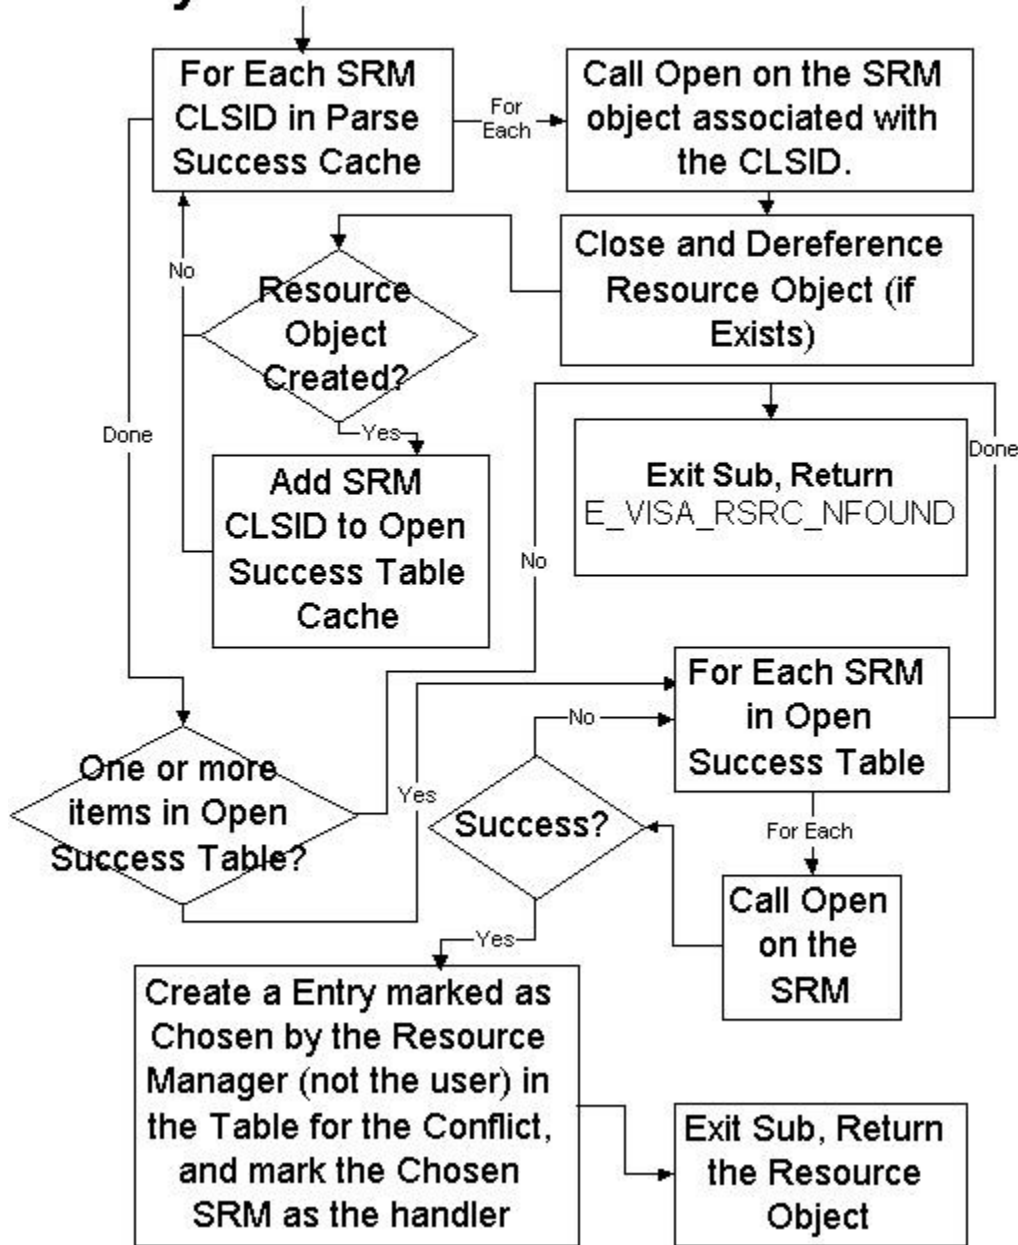 For Each SRM
CLSID in Parse
Success Cache
For
Each
Call Open on the SRM
object associated with
the CLSID.
No
Resource
Object
Created?
Close and Dereference
Resource Object (if
Exists)
Done
Yes
Add SRM
CLSID to Open
Success Table
Cache
Exit Sub, Return
E_VISA_RSRC_NFOUND
Done
No
For Each SRM
in Open
Success Table
No
One or more
items in Open
Success Table?
Yes
Success?
For Each
Call Open
on the
SRM
Yes
Create a Entry marked as
Chosen by the Resource
Manager (not the user) in
the Table for the Conflict,
and mark the Chosen
SRM as the handler
Exit Sub, Return
the Resource
Object